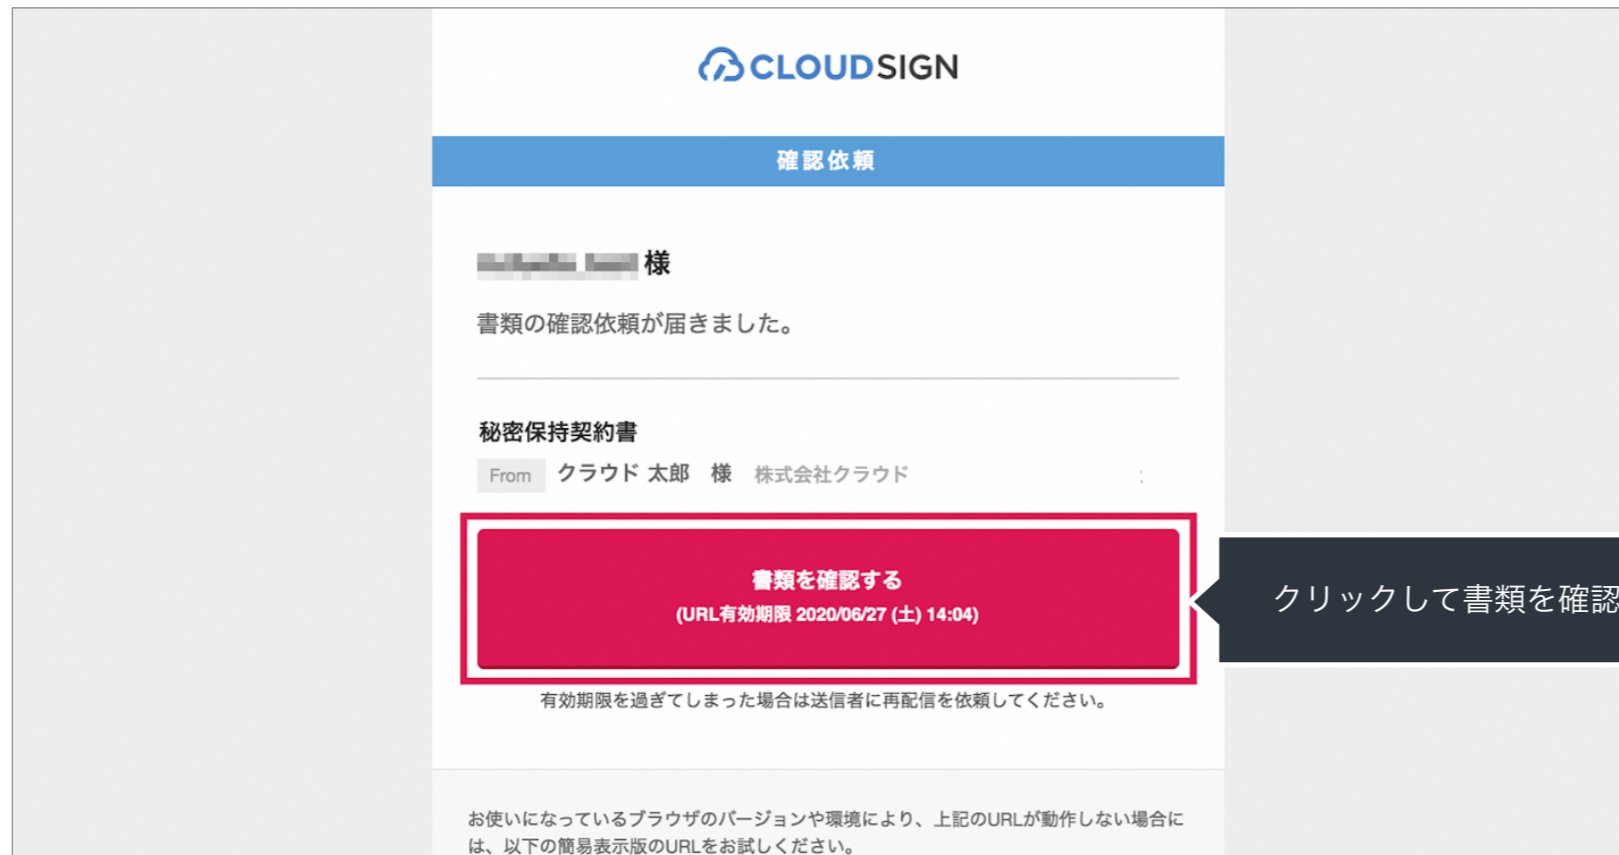 CLOUDSIGN
確認依頼
様
書類の確認依頼が届きました。
秘密保持契約書
From クラウド 太郎 様 株式会社クラウド :
書類を確認する
(URL有効期限 2020/06/27 (土) 14:04)
クリックして書類を確認
有効期限を過ぎてしまった場合は送信者に再配信を依頼してください。
お使いになっているブラウザのバージョンや環境により、上記のURLが動作しない場合に
は、以下の簡易表示版のURLをお試しください。